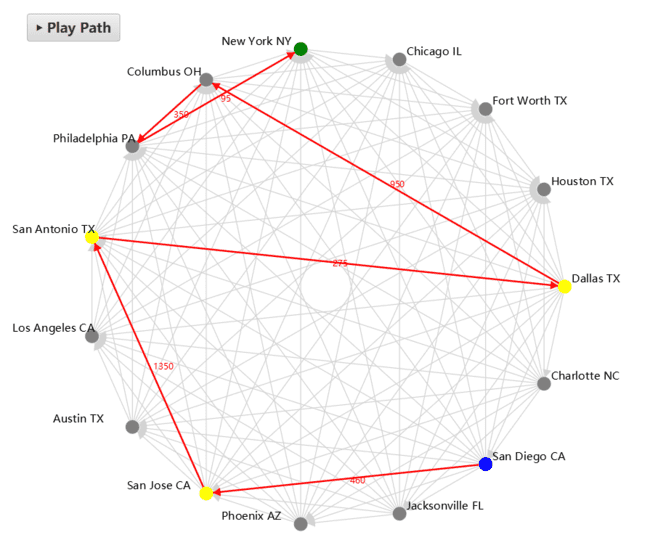 Play Path
New York NY
Chicago IL
Columbus OH
Fort Worth TX
95
350
Philadelphia PA
Houston TX
950
San Antonio TX
275
Dallas TX
Los Angeles CA
1350
Charlotte NC
Austin TX
San Diego CA
460
San Jose CA
Jacksonville FL
Phoenix AZ